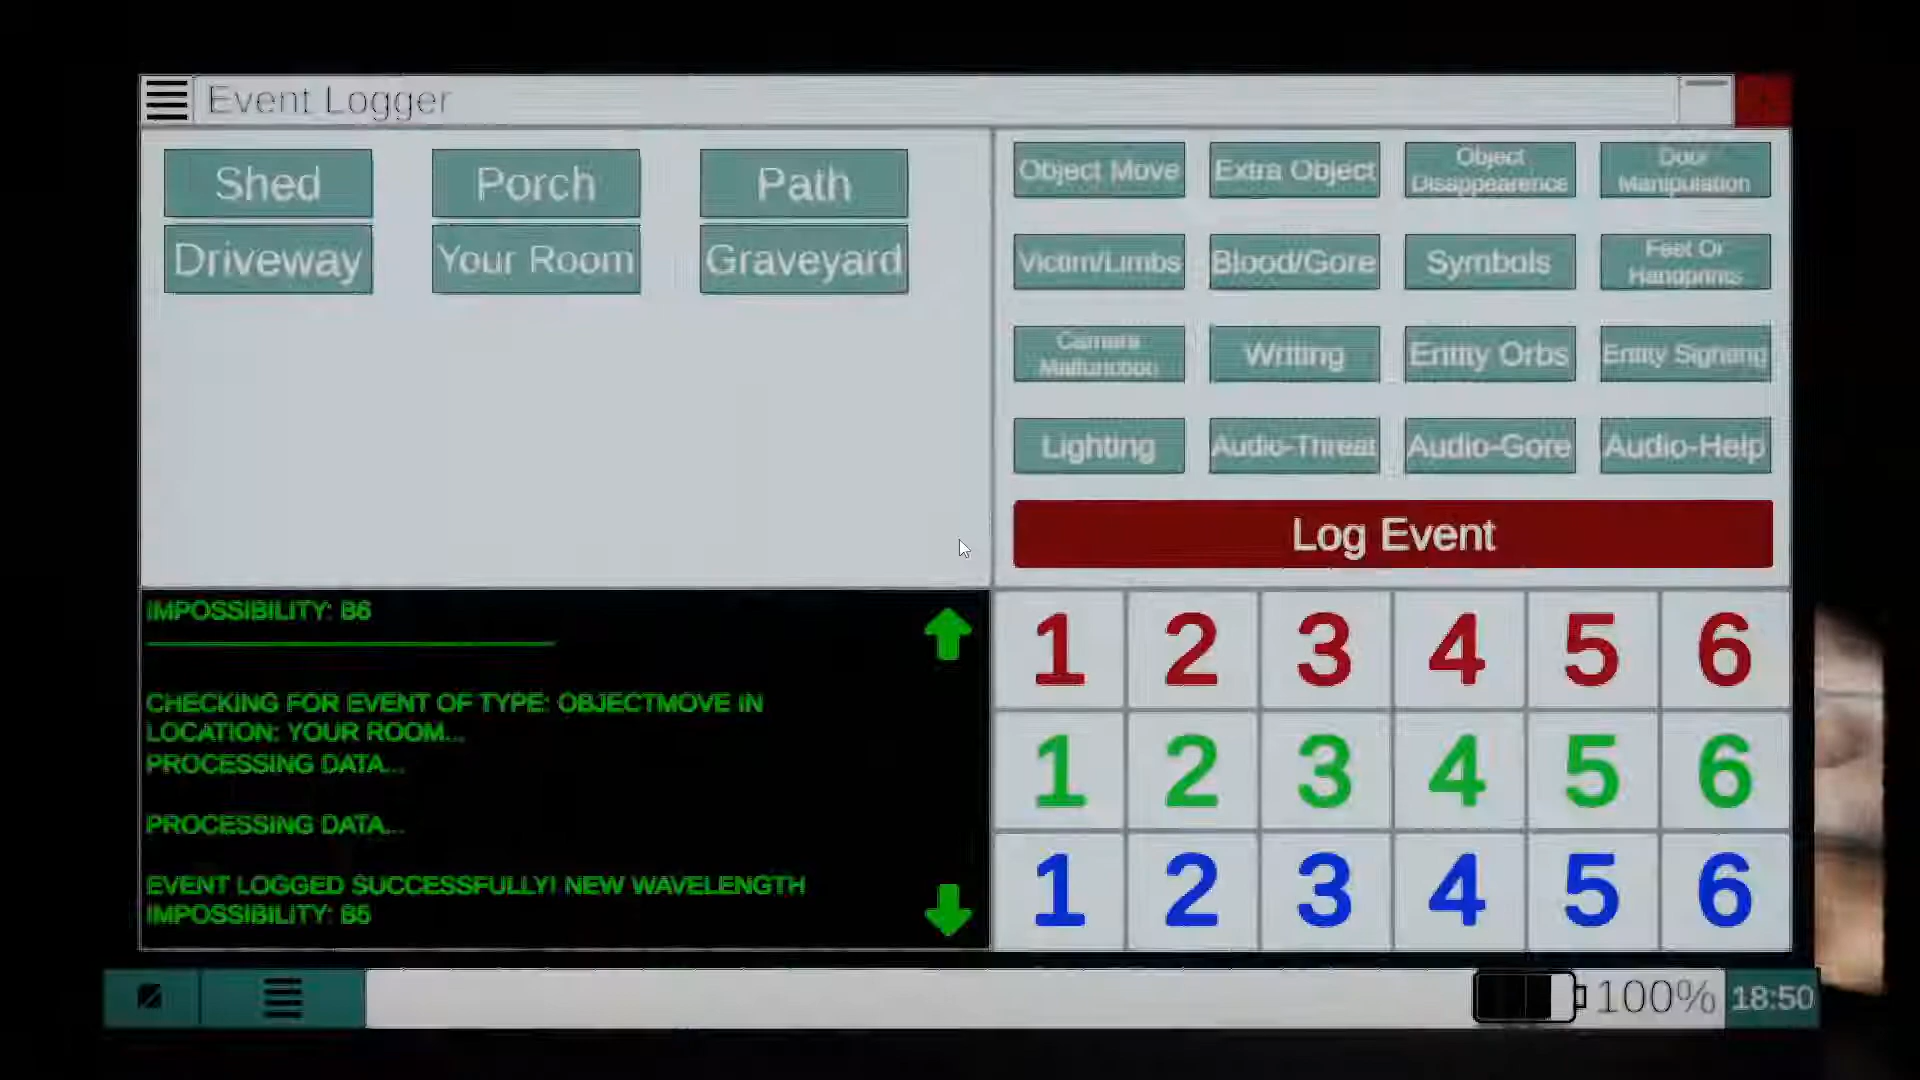 Event Logger
Shed
Porch
Path
Driveway
Your Room
Graveyard
Object Move
Extra Object
Object
Disappearence
Door
Manipulation
Victim/Limbs
Blood/Gore
Symbols
Feet Or
Handprints
Camera
Malfunction
Writing
Entity Orbs
Entity Sighting
Lighting
Audio-Threat
Audio-Gore
Audio-Help
Log Event
IMPOSSIBILITY: B6
CHECKING FOR EVENT OF TYPE: OBJECTMOVE IN
LOCATION: YOUR ROOM...
PROCESSING DATA...
PROCESSING DATA...
EVENT LOGGED SUCCESSFULLY! NEW WAVELENGTH
IMPOSSIBILITY: B5
1 2 3 4 5 6
1 2 3 4 5 6
1 2 3 4 5 6
100% 18:50